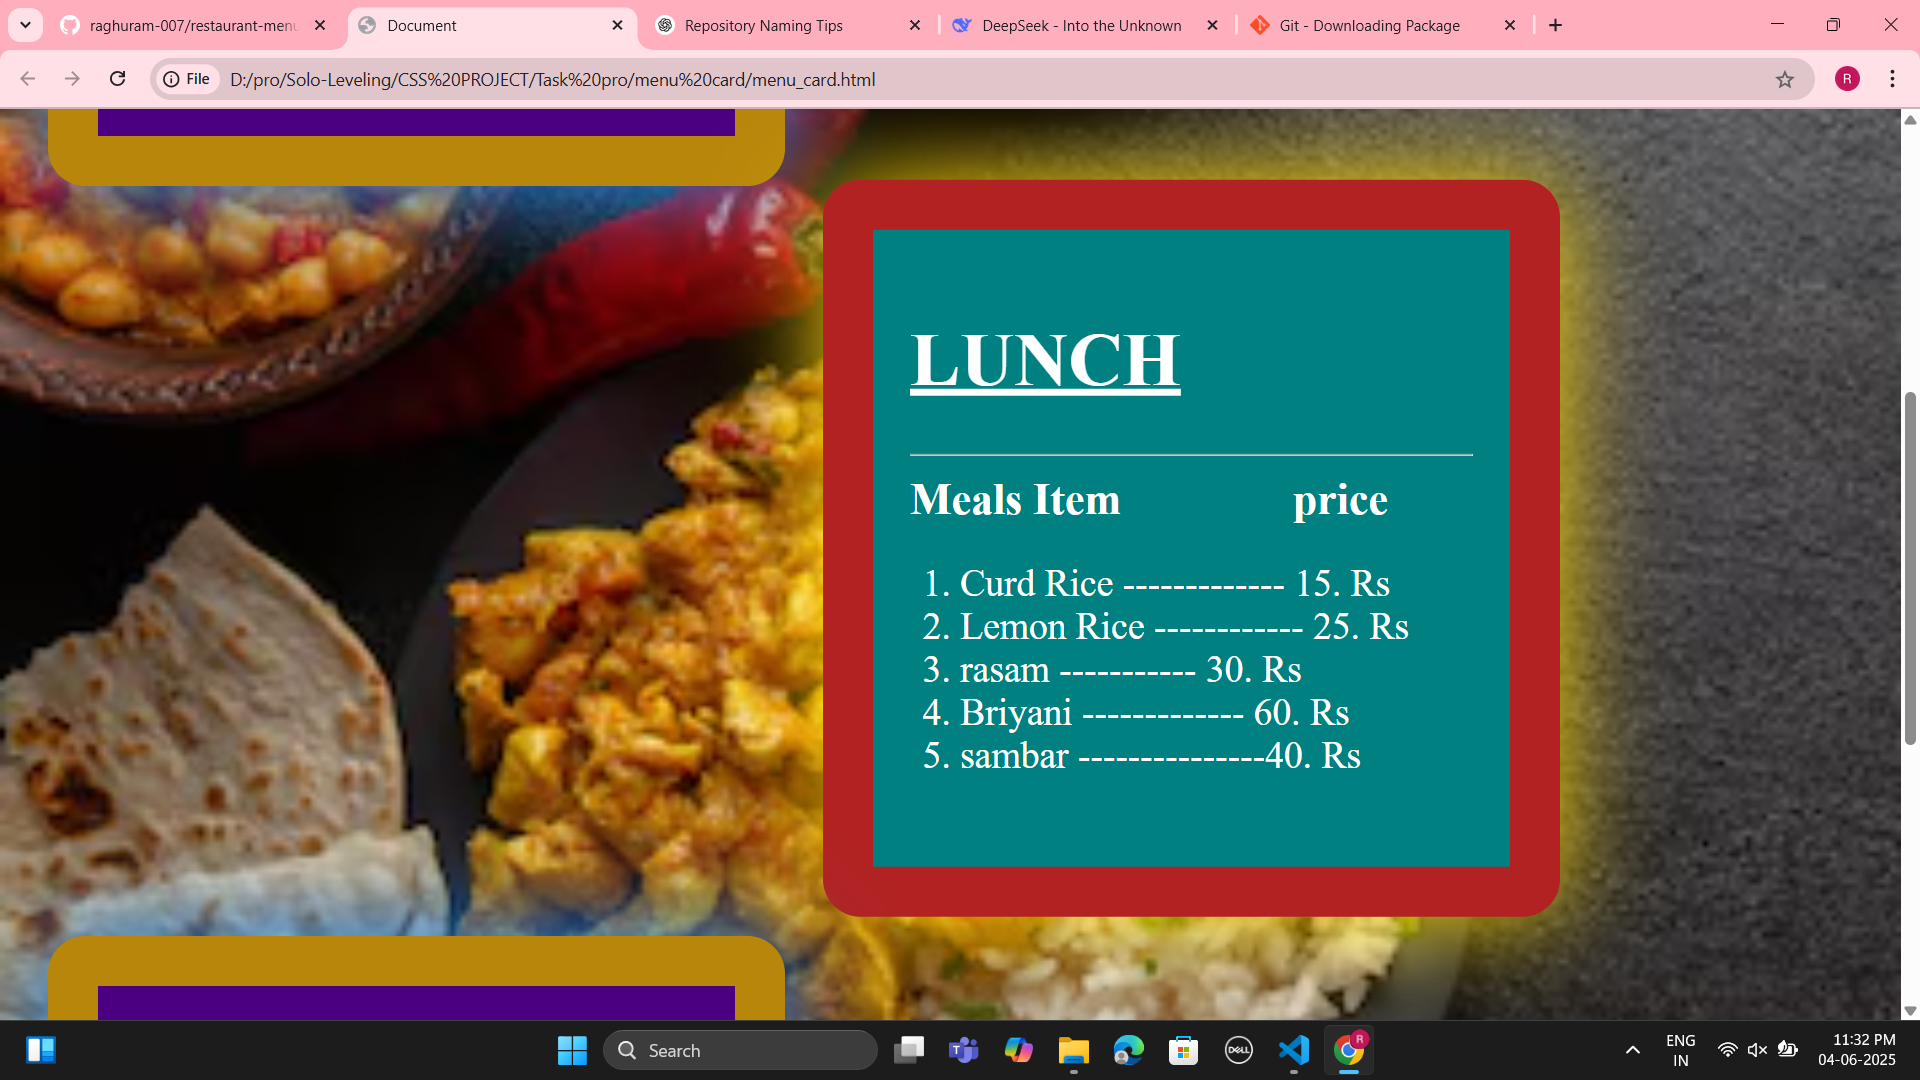 raghuram-007/restaurant-menu
Document
Repository Naming Tips
DeepSeek - Into the Unknown
Git - Downloading Package
File
D:/pro/Solo-Leveling/CSS%20PROJECT/Task%20pro/menu%20card/menu_card.html
R
LUNCH
Meals Item price
1. Curd Rice ------------- 15. Rs
2. Lemon Rice ------------ 25. Rs
3. rasam ----------- 30. Rs
4. Briyani ------------- 60. Rs
5. sambar ---------------40. Rs
Search
DELL
R
ENG
IN
11:32 PM
04-06-2025